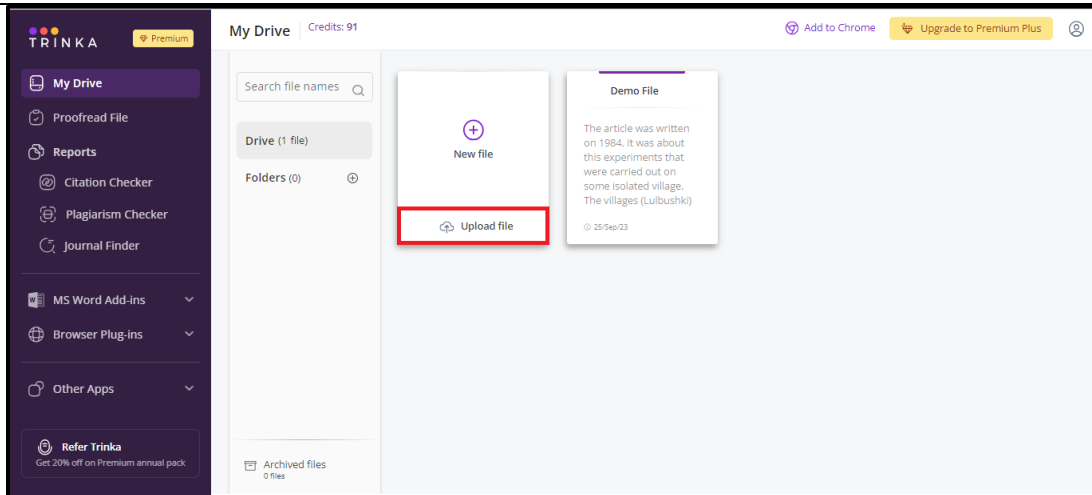 TRINKA
Premium
My Drive
Proofread File
Reports
Citation Checker
Plagiarism Checker
Journal Finder
MS Word Add-ins
Browser Plug-ins
Other Apps
Refer Trinka
Get 20% off on Premium annual pack
My Drive
Credits: 91
Add to Chrome
Upgrade to Premium Plus
Search file names
Drive (1 file)
Folders (0)
Archived files
0 files
New file
Upload file
Demo File
The article was written
on 1984. It was about
this experiments that
were carried out on
some isolated village.
The villages (Lulbushki)
25/Sep/23